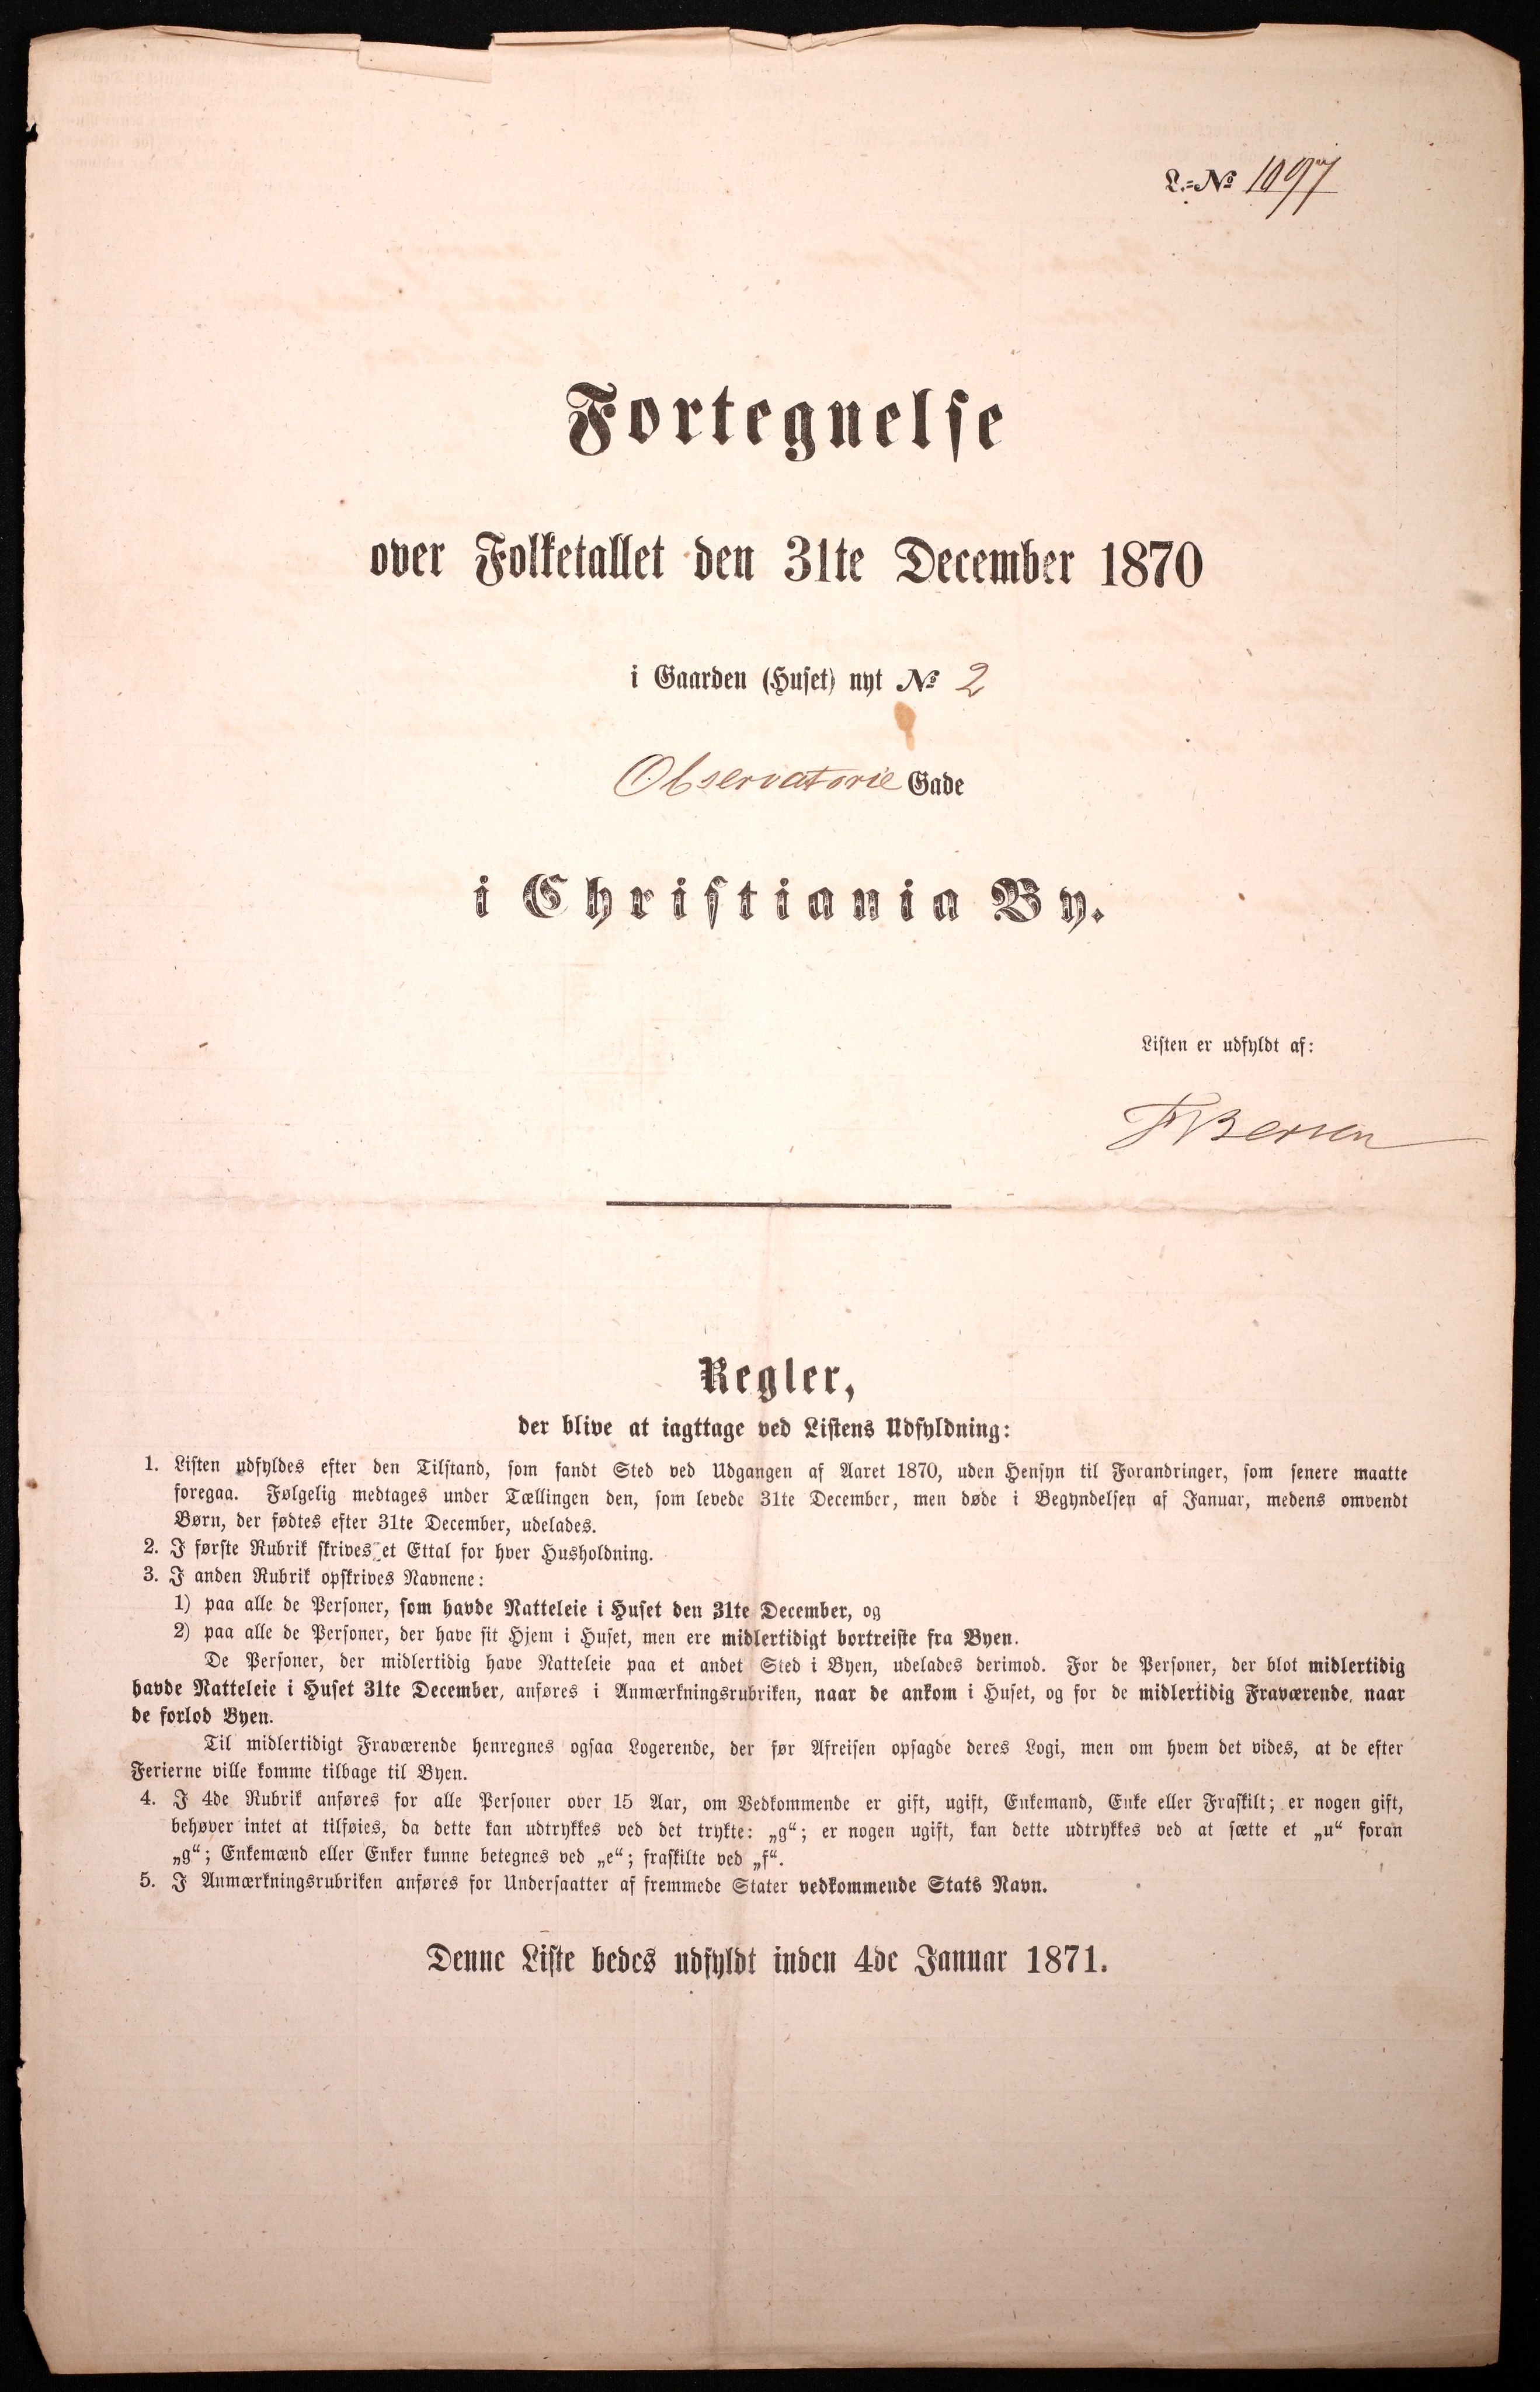 L.=№ 1097
Fortegnelse
over Folketallet den 31te December 1870
i Gaarden (Huset) nyt № 2
Observatorie Gade
i Christiania By.
Listen er udfyldt af:
Regler,
der blive at iagttage ved Listens Udfyldning:
1. Listen udfyldes efter den Tilstand, som fandt Sted ved Udgangen af Aaret 1870, uden Hensyn til Forandringer, som senere maatte
foregaa. Følgelig medtages under Tællingen den, som levede 31te December, men døde i Begyndelsen af Januar, medens omvendt
Børn, der fødtes efter 31te December, udelades.
2. I første Rubrik skrives et Ettal for hver Husholdning.
3. I anden Rubrik opskrives Navnene:
1) paa alle de Personer, som havde Natteleie i Huset den 31te December, og
2) paa alle de Personer, der have sit Hjem i Huset, men ere midlertidigt bortreiste fra Byen.
De Personer, der midlertidig have Natteleie paa et andet Sted i Byen, udelades derimod. For de Personer, der blot midlertidig
havde Natteleie i Huset 31te December, anføres i Anmærkningsrubriken, naar de ankom i Huset, og for de midlertidig Fraværende, naar
de forlod Byen.
Til midlertidigt Fraværende henregnes ogsaa Logerende, der før Afreisen opsagde deres Logi, men om hvem det vides, at de efter
Ferierne ville komme tilbage til Byen.
4. I 4de Rubrik anføres for alle Personer over 15 Aar, om Vedkommende er gift, ugift, Enkemand, Enke eller Fraskilt; er nogen gift,
behøver intet at tilføies, da dette kan udtrykkes ved det trykte: „g“; er nogen ugift, kan dette udtrykkes ved at sætte et „u“ foran
„g“; Enkemænd eller Enker kunne betegnes ved „e“; fraskilte ved „f“.
5. I Anmærkningsrubriken anføres for Undersaatter af fremmede Stater vedkommende Stats Navn.
Denne Liste bedes udfyldt inden 4de Januar 1871.